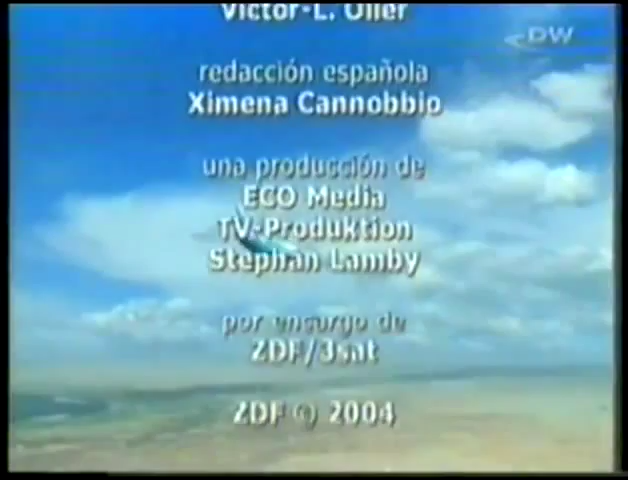 Victor-L. Oller
DW
redacción española
Ximena Cannobbio
una producción de
ECO Media
TV-Produktion
Stephan Lamby
por encargo de
ZDF/3sat
ZDF © 2004